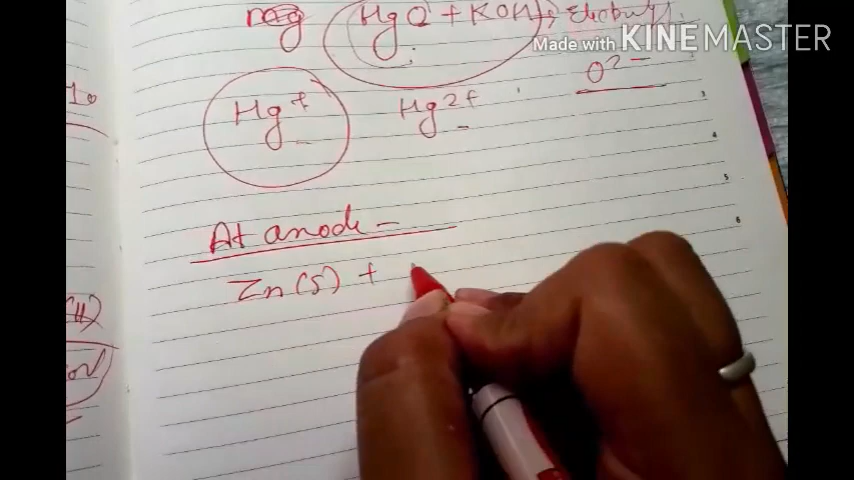 HgO + KOH
Made with KINEMASTER
O2-
Hg+ Hg2+
At anode -
Zn(s) +